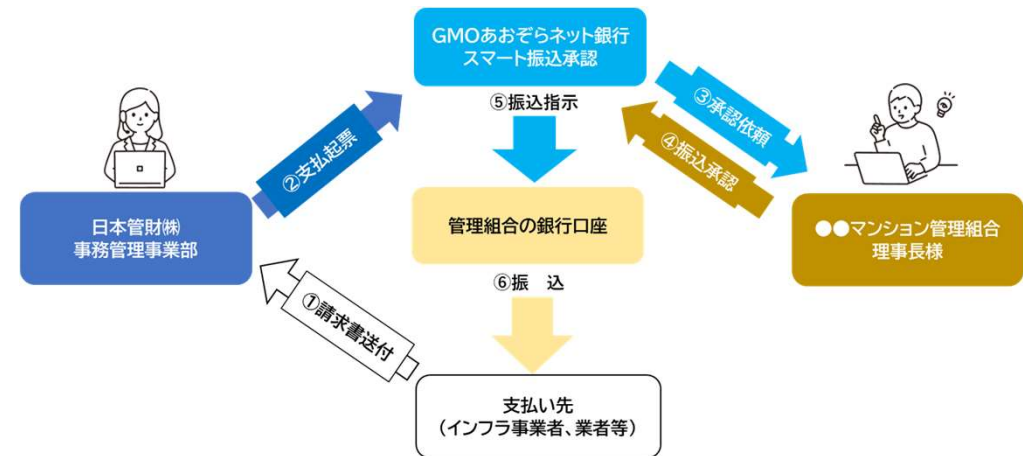 GMOあおぞらネット銀行
スマート振込承認
⑤振込指示
③承認依頼
④振込承認
②支払起票
日本管財㈱
事務管理事業部
管理組合の銀行口座
●●マンション管理組合
理事長様
⑥振　込
①請求書送付
支払い先
（インフラ事業者、業者等）